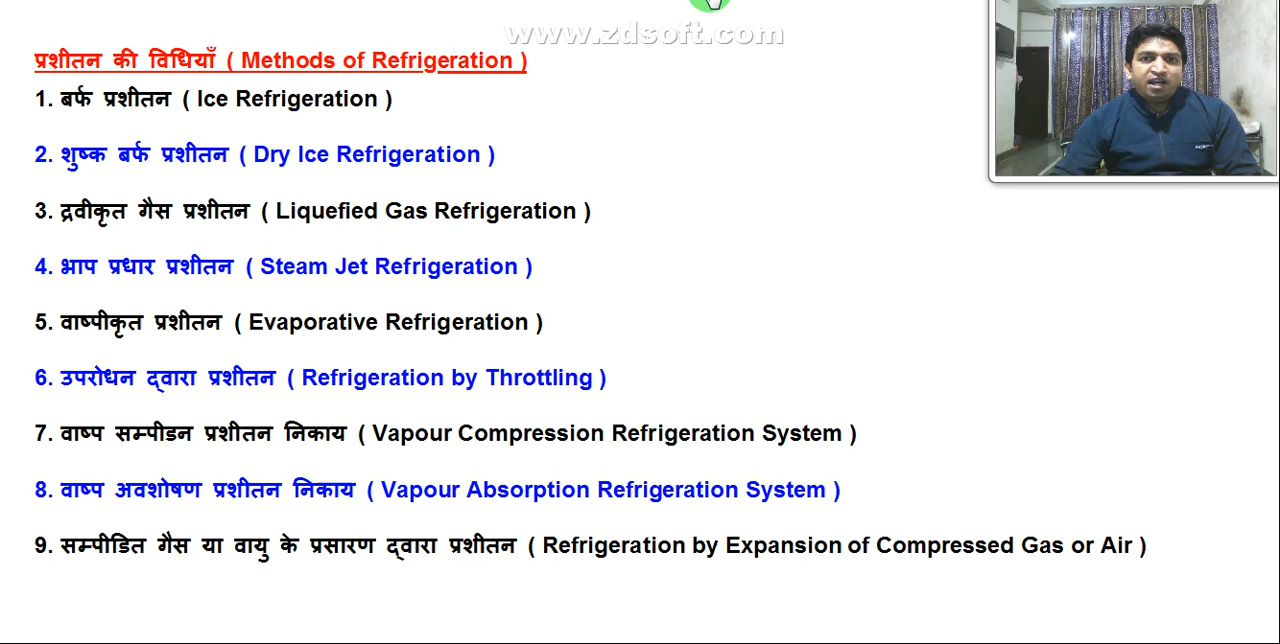 www.zdsoft.com
प्रशीतन की विधियाँ ( Methods of Refrigeration )
1. बर्फ प्रशीतन ( Ice Refrigeration )
2. शुष्क बर्फ प्रशीतन ( Dry Ice Refrigeration )
3. द्रवीकृत गैस प्रशीतन ( Liquefied Gas Refrigeration )
4. भाप प्रधार प्रशीतन ( Steam Jet Refrigeration )
5. वाष्पीकृत प्रशीतन ( Evaporative Refrigeration )
6. उपरोधन द्वारा प्रशीतन ( Refrigeration by Throttling )
7. वाष्प सम्पीडन प्रशीतन निकाय ( Vapour Compression Refrigeration System )
8. वाष्प अवशोषण प्रशीतन निकाय ( Vapour Absorption Refrigeration System )
9. सम्पीडित गैस या वायु के प्रसारण द्वारा प्रशीतन ( Refrigeration by Expansion of Compressed Gas or Air )